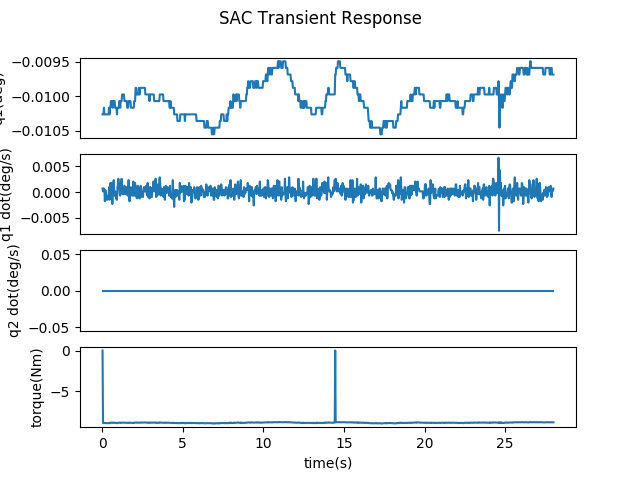 SAC Transient Response
q1(deg)
−0.0095
−0.0100
−0.0105
q1 dot(deg/s)
0.005
0.000
−0.005
q2 dot(deg/s)
0.05
0.00
−0.05
torque(Nm)
0
−5
0
5
10
15
20
25
time(s)